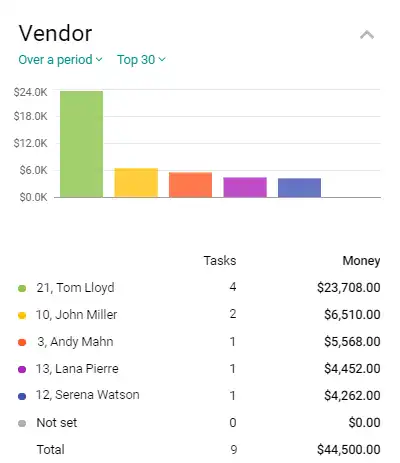 Vendor
Over a period Top 30
$24.0K
$18.0K
$12.0K
$6.0K
$0.0K
Tasks Money
21, Tom Lloyd 4 $23,708.00
10, John Miller 2 $6,510.00
3, Andy Mahn 1 $5,568.00
13, Lana Pierre 1 $4,452.00
12, Serena Watson 1 $4,262.00
Not set 0 $0.00
Total 9 $44,500.00